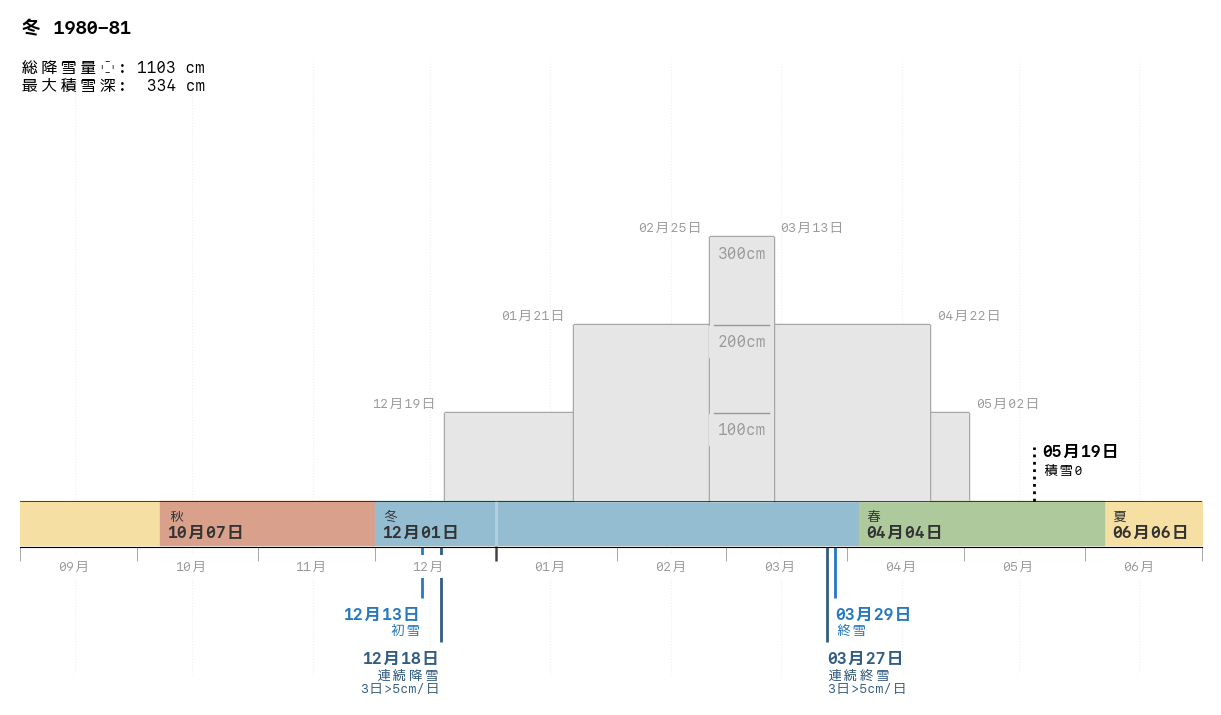 冬 1980-81
総降雪量: 1103 cm
最大積雪深: 334 cm
02月25日
03月13日
300cm
01月21日
04月22日
200cm
12月19日
05月02日
100cm
05月19日
積雪0
秋
10月07日
冬
12月01日
春
04月04日
夏
06月06日
09月
10月
11月
12月
01月
02月
03月
04月
05月
06月
12月13日
初雪
03月29日
終雪
12月18日
連続降雪
3日>5cm/日
03月27日
連続終雪
3日>5cm/日